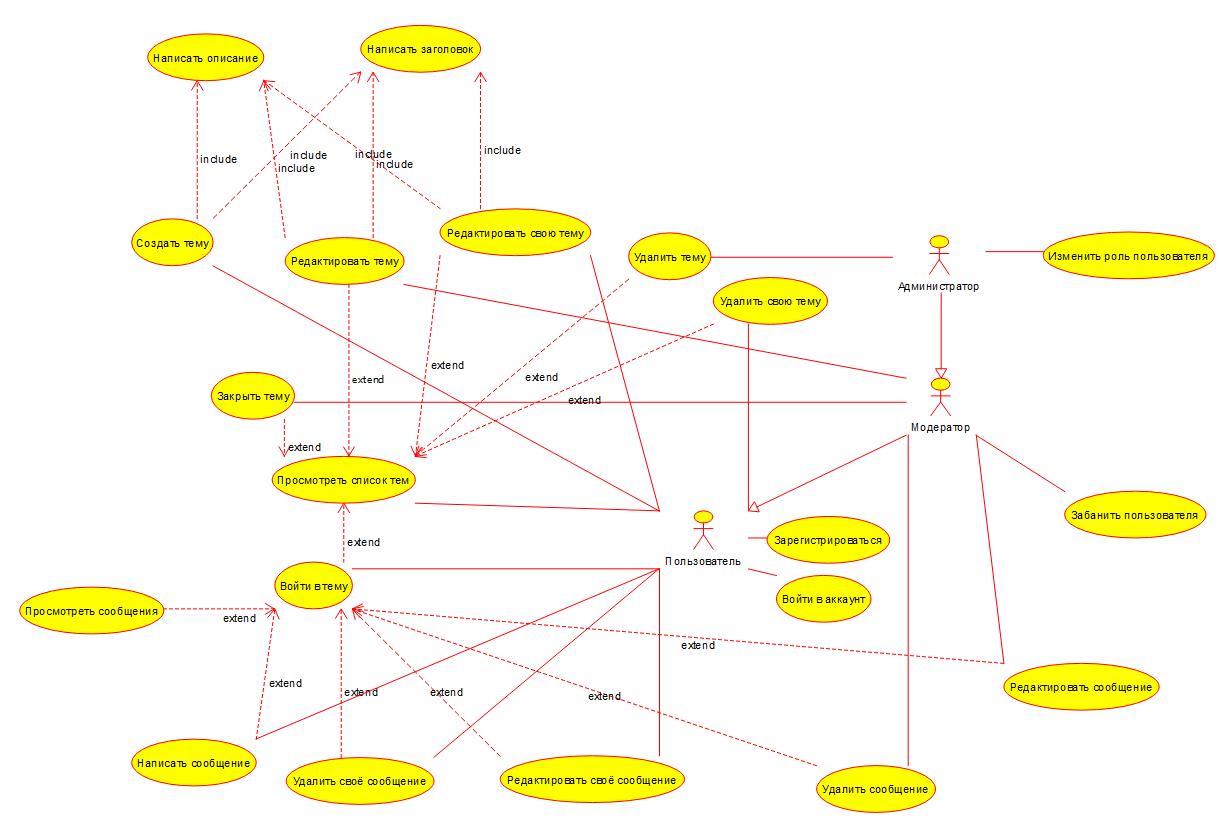 Написать описание
Написать заголовок
include
include
include
include
include
include
Создать тему
Редактировать тему
Редактировать свою тему
Удалить тему
Изменить роль пользователя
Администратор
Удалить свою тему
extend
extend
extend
extend
Закрыть тему
Модератор
extend
Просмотреть список тем
Забанить пользователя
extend
Зарегистрироваться
Пользователь
Войти в тему
Войти в аккаунт
Просмотреть сообщения
extend
extend
extend
extend
extend
extend
Редактировать сообщение
Написать сообщение
Удалить своё сообщение
Редактировать своё сообщение
Удалить сообщение